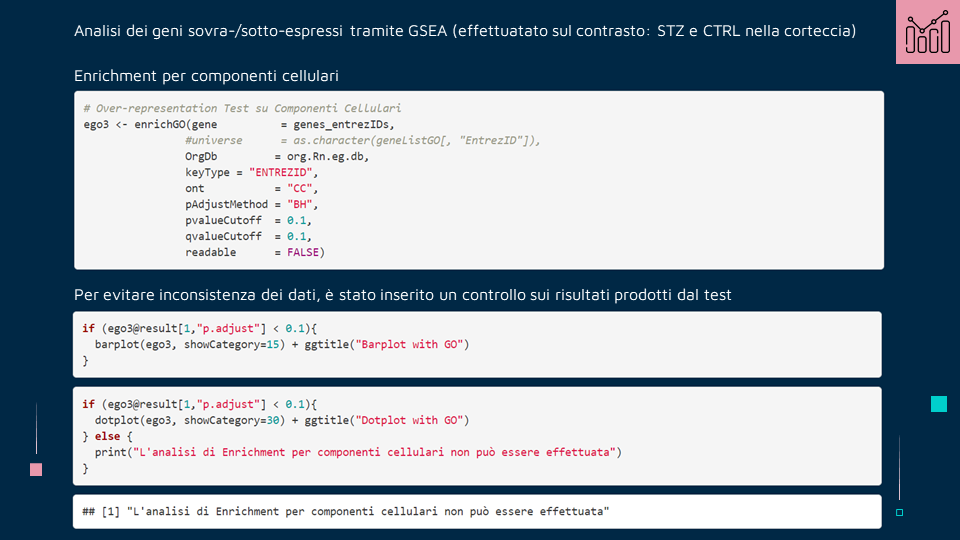 Analisi dei geni sovra-/sotto-espressi tramite GSEA (effettuatato sul contrasto: STZ e CTRL nella corteccia)
Enrichment per componenti cellulari
# Over-representation Test su Componenti Cellulari
ego3 <- enrichGO(gene          = genes_entrezIDs,
                #universe      = as.character(geneListGO[, "EntrezID"]),
                OrgDb         = org.Rn.eg.db,
                keyType = "ENTREZID",
                ont           = "CC",
                pAdjustMethod = "BH",
                pvalueCutoff  = 0.1,
                qvalueCutoff  = 0.1,
                readable      = FALSE)
Per evitare inconsistenza dei dati, è stato inserito un controllo sui risultati prodotti dal test
if (ego3@result[1,"p.adjust"] < 0.1){
  barplot(ego3, showCategory=15) + ggtitle("Barplot with GO")
}
if (ego3@result[1,"p.adjust"] < 0.1){
  dotplot(ego3, showCategory=30) + ggtitle("Dotplot with GO")
} else {
  print("L'analisi di Enrichment per componenti cellulari non può essere effettuata")
}
## [1] "L'analisi di Enrichment per componenti cellulari non può essere effettuata"